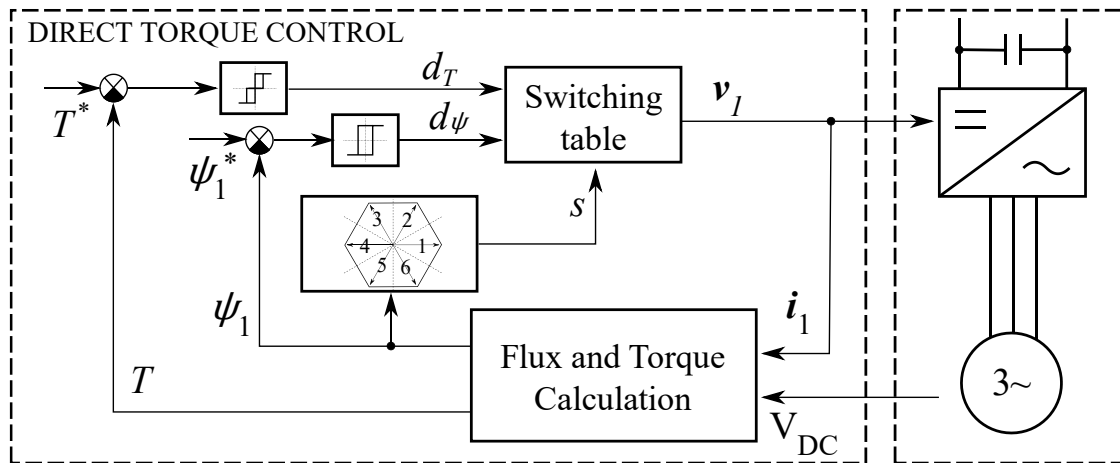 DIRECT TORQUE CONTROL
T*
d_T
Switching
table
v_1
ψ_1*
dψ
s
3 2
4 1
5 6
ψ_1
i_1
T
Flux and Torque
Calculation
V_DC
3~